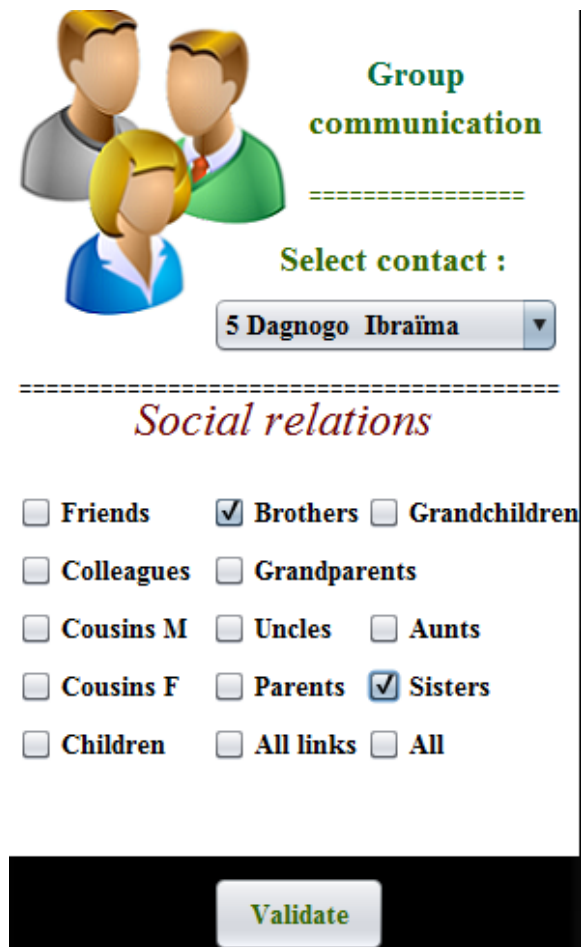 Group
communication
================
Select contact :
5 Dagnogo  Ibraïma
========================================
Social relations
Friends Brothers Grandchildren
Colleagues Grandparents
Cousins M Uncles Aunts
Cousins F Parents Sisters
Children All links All
Validate